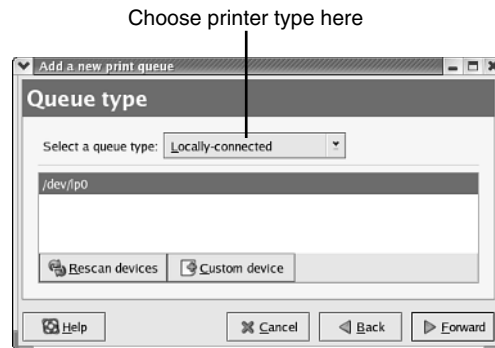 Choose printer type here
Add a new print queue
Queue type
Select a queue type: Locally-connected
/dev/lp0
Rescan devices Custom device
Help Cancel Back Forward